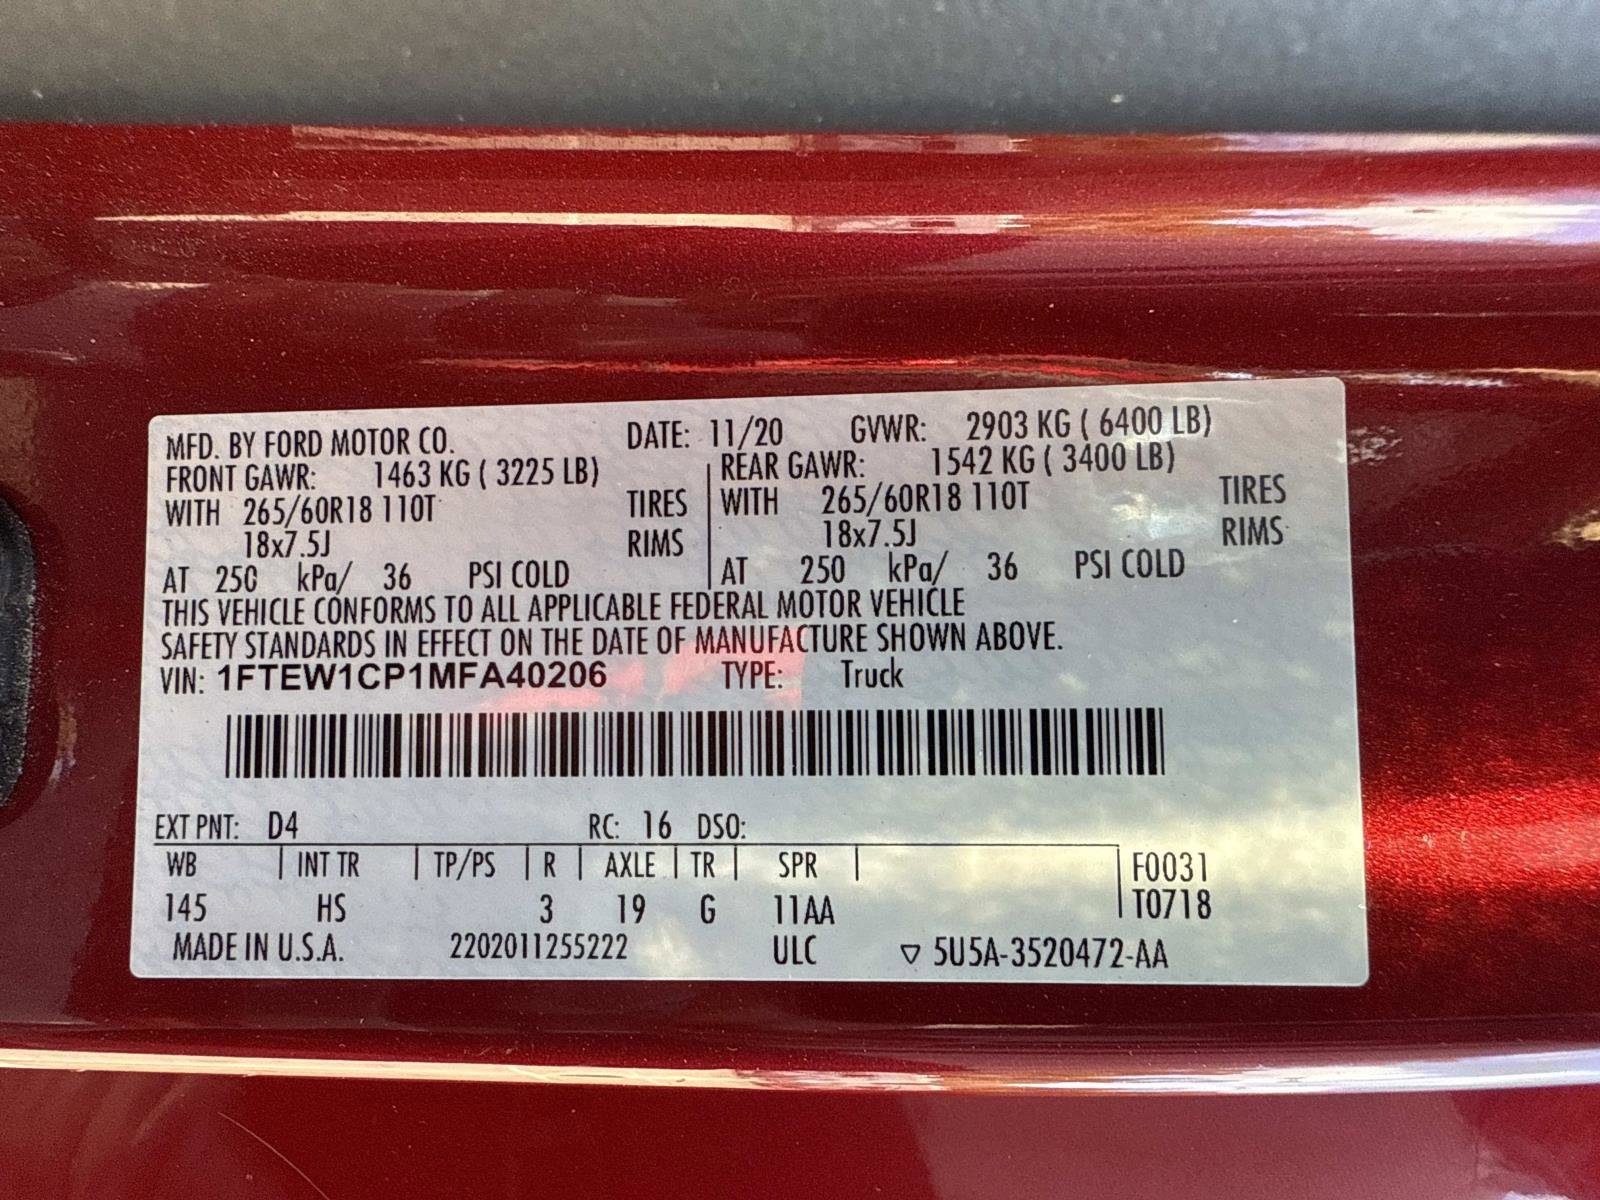 MFD. BY FORD MOTOR CO. DATE: 11/20 GVWR: 2903 KG ( 6400 LB)
FRONT GAWR: 1463 KG ( 3225 LB) REAR GAWR: 1542 KG ( 3400 LB)
WITH 265/60R18 110T TIRES WITH 265/60R18 110T TIRES
18x7.5J RIMS 18x7.5J RIMS
AT 250 kPa/ 36 PSI COLD AT 250 kPa/ 36 PSI COLD
THIS VEHICLE CONFORMS TO ALL APPLICABLE FEDERAL MOTOR VEHICLE
SAFETY STANDARDS IN EFFECT ON THE DATE OF MANUFACTURE SHOWN ABOVE.
VIN: 1FTEW1CP1MFA40206 TYPE: Truck
EXT PNT: D4 RC: 16 DSO:
WB INT TR TP/PS R AXLE TR SPR F0031
145 HS 3 19 G 11AA T0718
MADE IN U.S.A. 2202011255222 ULC ▽ 5U5A-3520472-AA